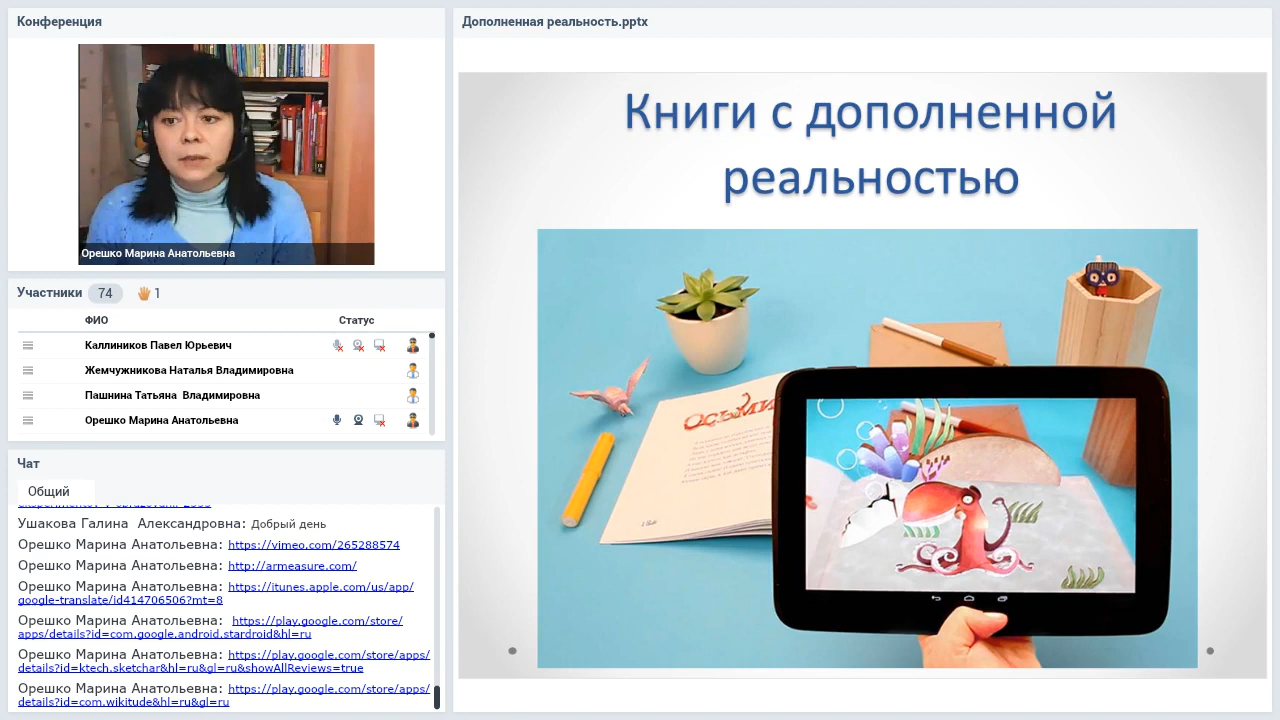 Конференция
Орешко Марина Анатольевна
Участники 74 1
ФИО Статус
Каллиников Павел Юрьевич
Жемчужникова Наталья Владимировна
Пашнина Татьяна Владимировна
Орешко Марина Анатольевна
Чат
Общий
Ушакова Галина Александровна: Добрый день
Орешко Марина Анатольевна: https://vimeo.com/265288574
Орешко Марина Анатольевна: http://armeasure.com/
Орешко Марина Анатольевна: https://itunes.apple.com/us/app/
google-translate/id414706506?mt=8
Орешко Марина Анатольевна: https://play.google.com/store/
apps/details?id=com.google.android.stardroid&hl=ru
Орешко Марина Анатольевна: https://play.google.com/store/apps/
details?id=ktech.sketchar&hl=ru&gl=ru&showAllReviews=true
Орешко Марина Анатольевна: https://play.google.com/store/apps/
details?id=com.wikitude&hl=ru&gl=ru
Дополненная реальность.pptx
Книги с дополненной
реальностью
Осьми